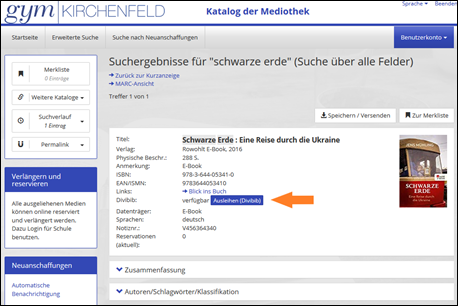 gym KIRCHENFELD
Katalog der Mediothek
Sprache Beenden
Startseite Erweiterte Suche Suche nach Neuanschaffungen Benutzerkonto
Merkliste
0 Einträge
Weitere Kataloge
Suchverlauf
1 Eintrag
Permalink
Verlängern und
reservieren
Alle ausgeliehenen Medien
können online reserviert
und verlängert werden.
Dazu Login für Schule
benutzen.
Neuanschaffungen
Automatische
Benachrichtigung
Suchergebnisse für "schwarze erde" (Suche über alle Felder)
Zurück zur Kurzanzeige
MARC-Ansicht
Treffer 1 von 1
Speichern / Versenden Zur Merkliste
Titel: Schwarze Erde : Eine Reise durch die Ukraine
Verlag: Rowohlt E-Book, 2016
Physische Beschr.: 288 S.
Anmerkung: E-Book
ISBN: 978-3-644-05341-0
EAN/ISMN: 9783644053410
Links: Blick ins Buch
Divibib: verfügbar Ausleihen (Divibib)
Datenträger: E-Book
Sprachen: deutsch
Notiznr.: V456364340
Reservationen 0
(aktuell):
SCHWARZE
ERDE
Zusammenfassung
Autoren/Schlagwörter/Klassifikation